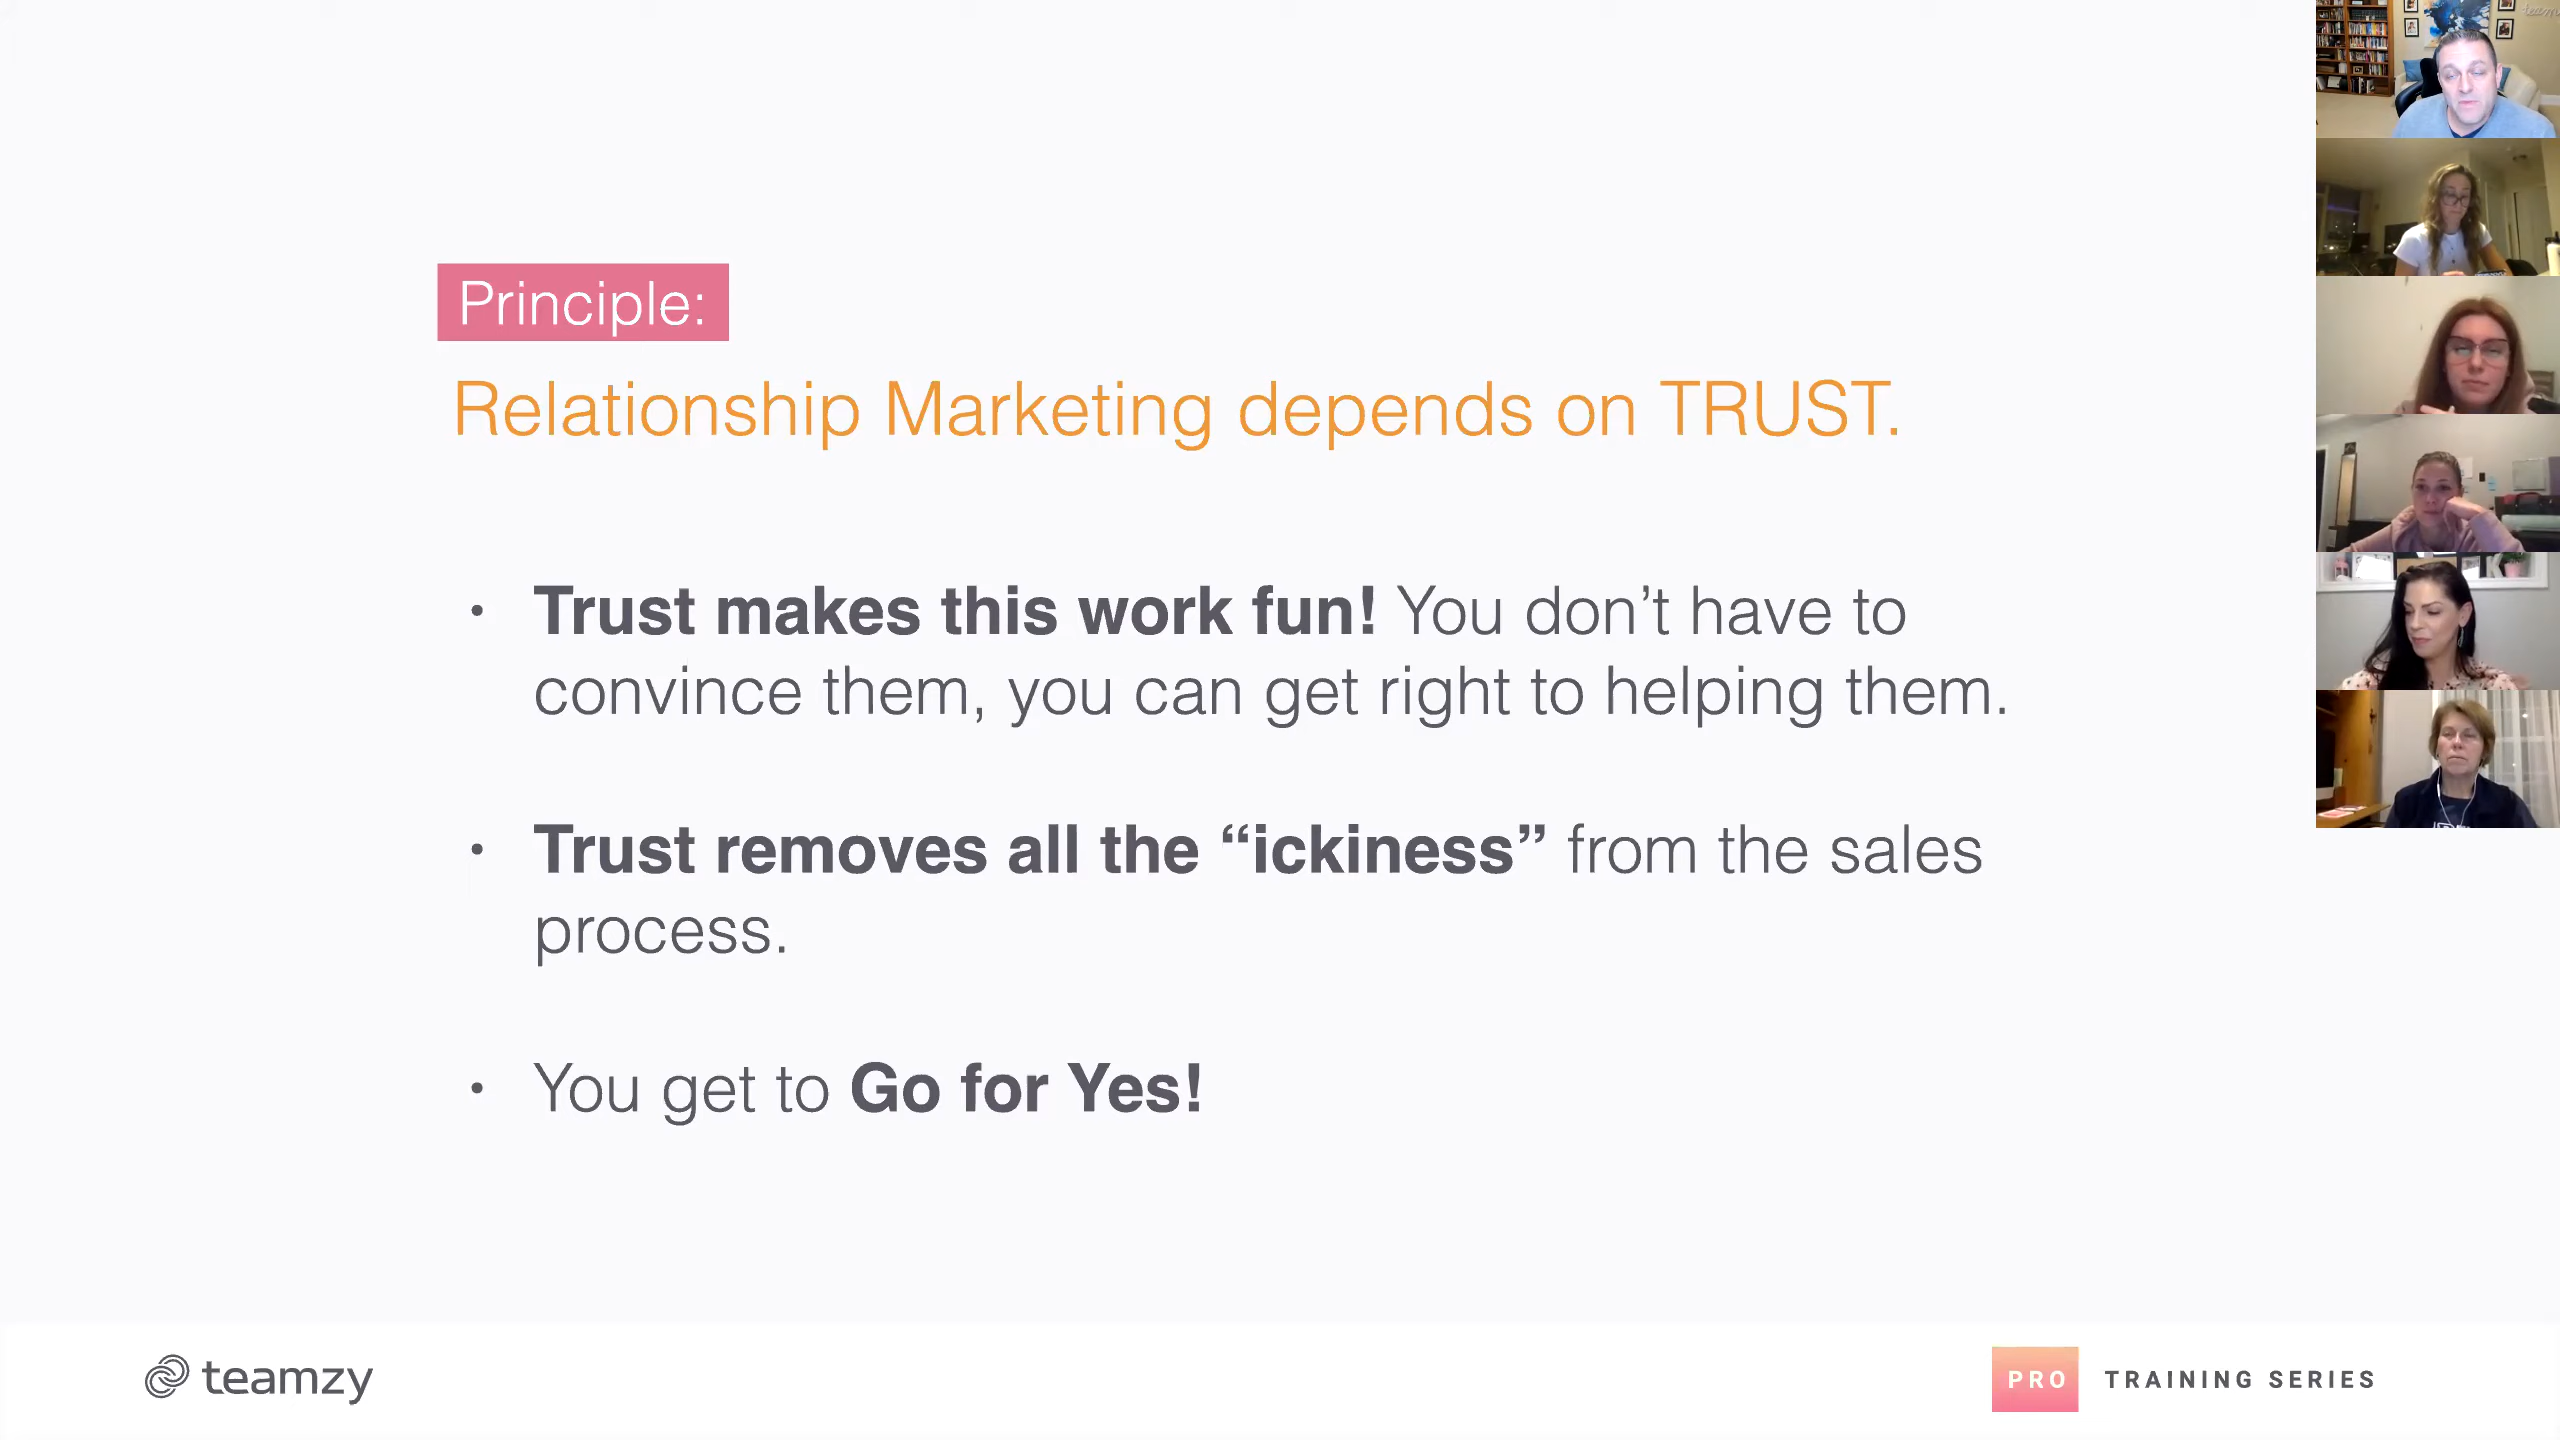 Principle:
Relationship Marketing depends on TRUST.
• Trust makes this work fun! You don’t have to
convince them, you can get right to helping them.
• Trust removes all the “ickiness” from the sales
process.
• You get to Go for Yes!
teamzy
PRO TRAINING SERIES
team